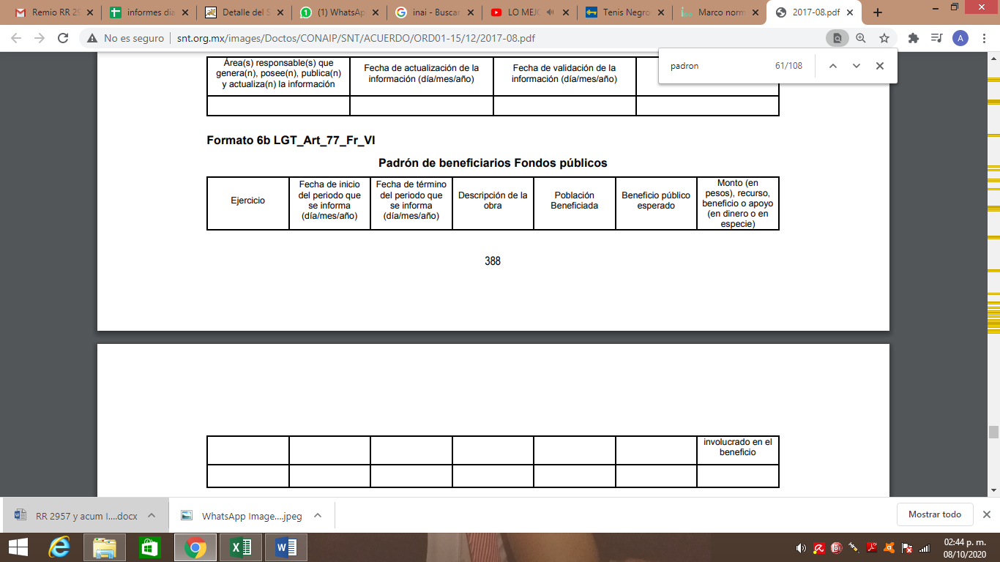 Remio RR 29
informes dia
Detalle del S
(1) WhatsAp
inai - Buscar
LO MEJO
Tenis Negro
Marco norm
2017-08.pdf
No es seguro
snt.org.mx/images/Doctos/CONAIP/SNT/ACUERDO/ORD01-15/12/2017-08.pdf
A
padron
61/108
Área(s) responsable(s) que
genera(n), posee(n), publica(n)
y actualiza(n) la información
Fecha de actualización de la
información (día/mes/año)
Fecha de validación de la
información (día/mes/año)
Formato 6b LGT_Art_77_Fr_VI
Padrón de beneficiarios Fondos públicos
Ejercicio
Fecha de inicio
del periodo que
se informa
(día/mes/año)
Fecha de término
del periodo que
se informa
(día/mes/año)
Descripción de la
obra
Población
Beneficiada
Beneficio público
esperado
Monto (en
pesos), recurso,
beneficio o apoyo
(en dinero o en
especie)
388
involucrado en el
beneficio
RR 2957 y acum I....docx
WhatsApp Image....jpeg
Mostrar todo
02:44 p. m.
08/10/2020